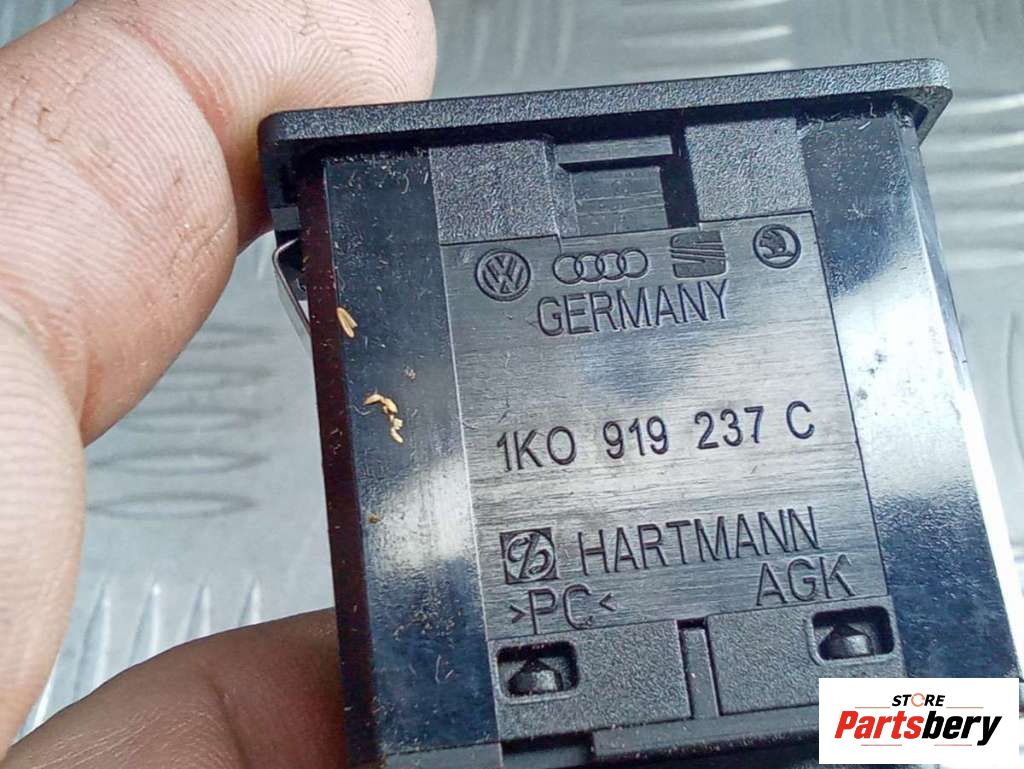 GERMANY
1KO 919 237 C
HARTMANN
>PC< AGK
STORE
Partsbery